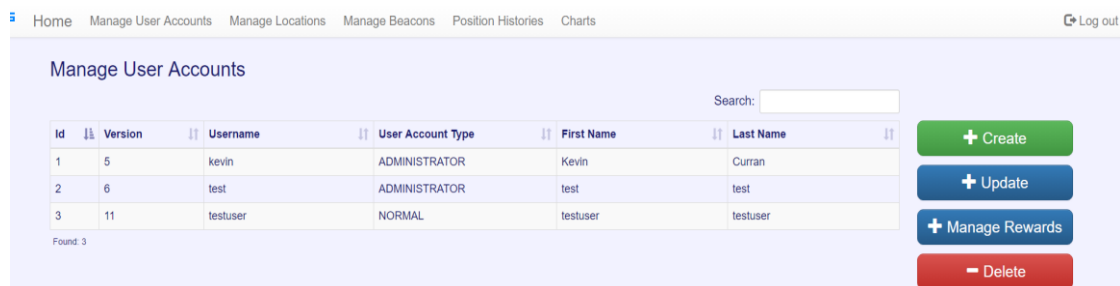 Home Manage User Accounts Manage Locations Manage Beacons Position Histories Charts Log out
Manage User Accounts
Search:
Id Version Username User Account Type First Name Last Name
1 5 kevin ADMINISTRATOR Kevin Curran
2 6 test ADMINISTRATOR test test
3 11 testuser NORMAL testuser testuser
Found: 3
Create
Update
Manage Rewards
Delete